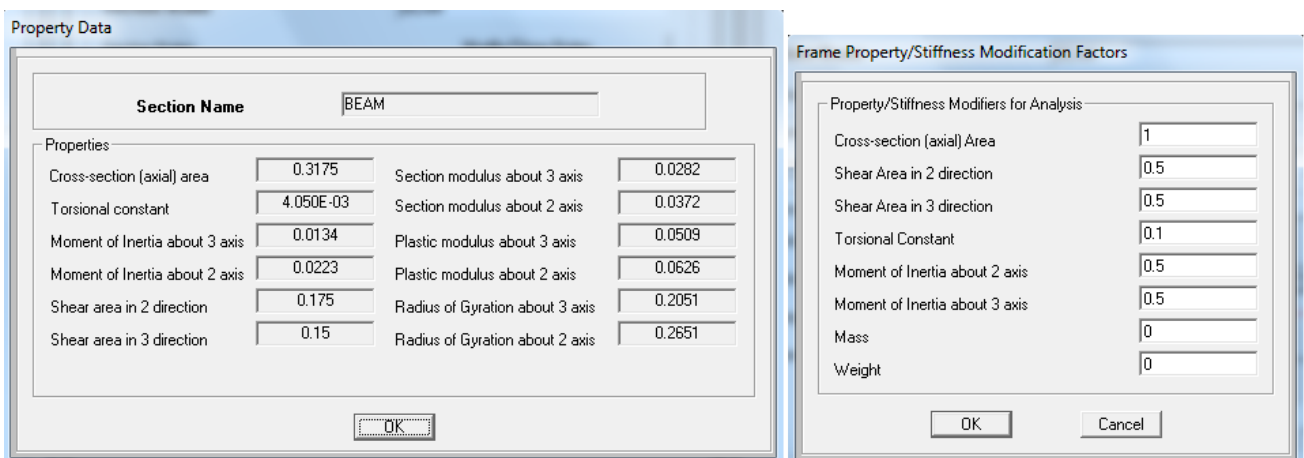 Property Data
Section Name BEAM
Properties
Cross-section (axial) area 0.3175 Section modulus about 3 axis 0.0282
Torsional constant 4.050E-03 Section modulus about 2 axis 0.0372
Moment of Inertia about 3 axis 0.0134 Plastic modulus about 3 axis 0.0509
Moment of Inertia about 2 axis 0.0223 Plastic modulus about 2 axis 0.0626
Shear area in 2 direction 0.175 Radius of Gyration about 3 axis 0.2051
Shear area in 3 direction 0.15 Radius of Gyration about 2 axis 0.2651
OK
Frame Property/Stiffness Modification Factors
Property/Stiffness Modifiers for Analysis
Cross-section (axial) Area 1
Shear Area in 2 direction 0.5
Shear Area in 3 direction 0.5
Torsional Constant 0.1
Moment of Inertia about 2 axis 0.5
Moment of Inertia about 3 axis 0.5
Mass 0
Weight 0
OK Cancel